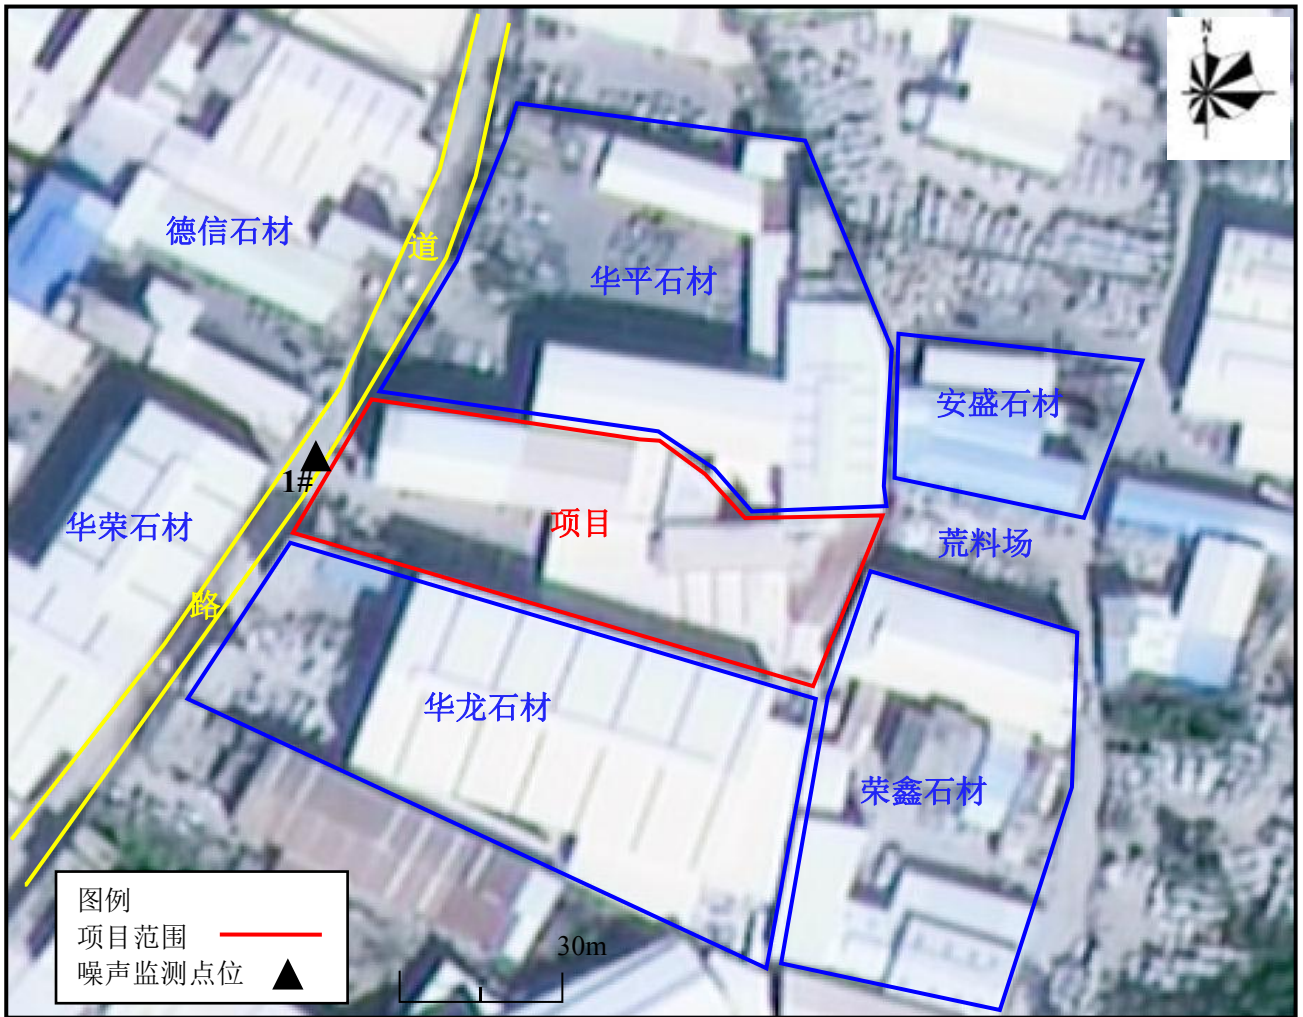 N
德信石材
道
华平石材
安盛石材
1#
华荣石材
项目
荒料场
路
华龙石材
荣鑫石材
图例
项目范围
噪声监测点位
30m